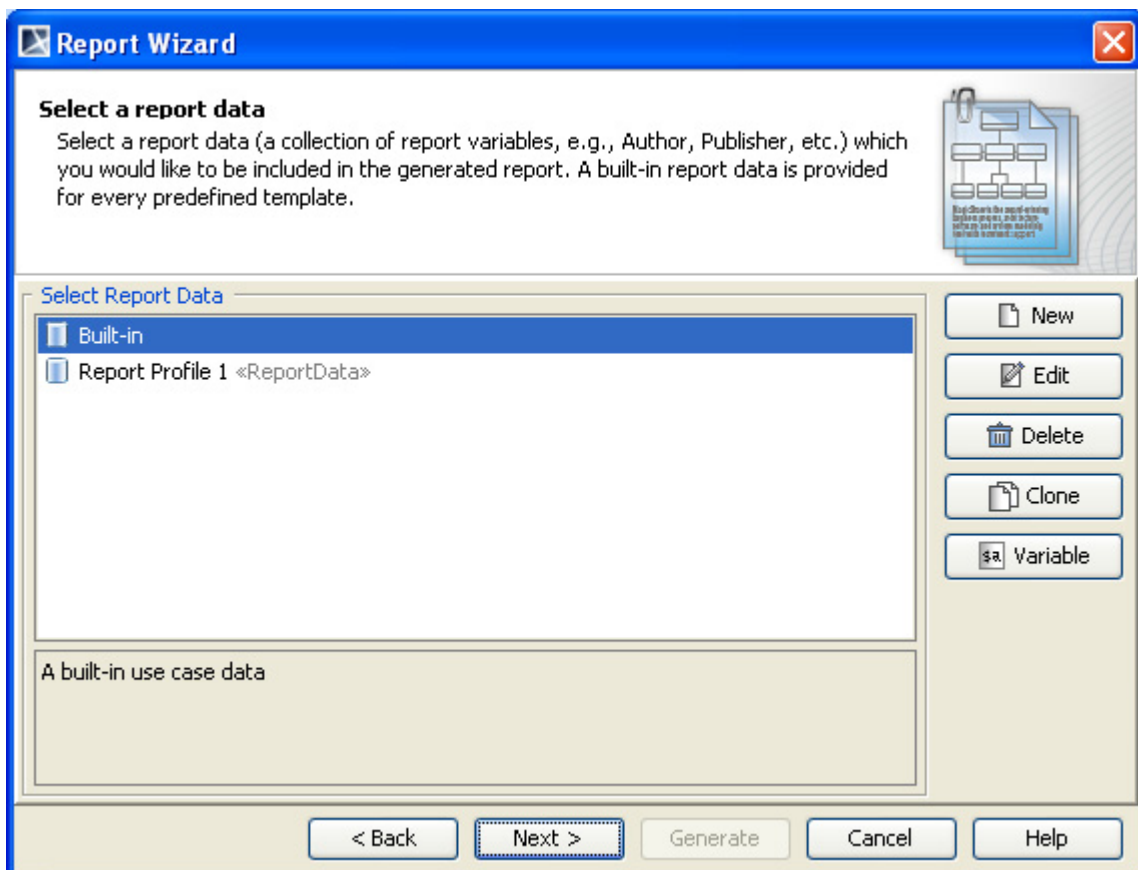 Report Wizard
Select a report data
Select a report data (a collection of report variables, e.g., Author, Publisher, etc.) which
you would like to be included in the generated report. A built-in report data is provided
for every predefined template.
Select Report Data
Built-in
Report Profile 1 «ReportData»
New
Edit
Delete
Clone
$a Variable
A built-in use case data
< Back
Next >
Generate
Cancel
Help